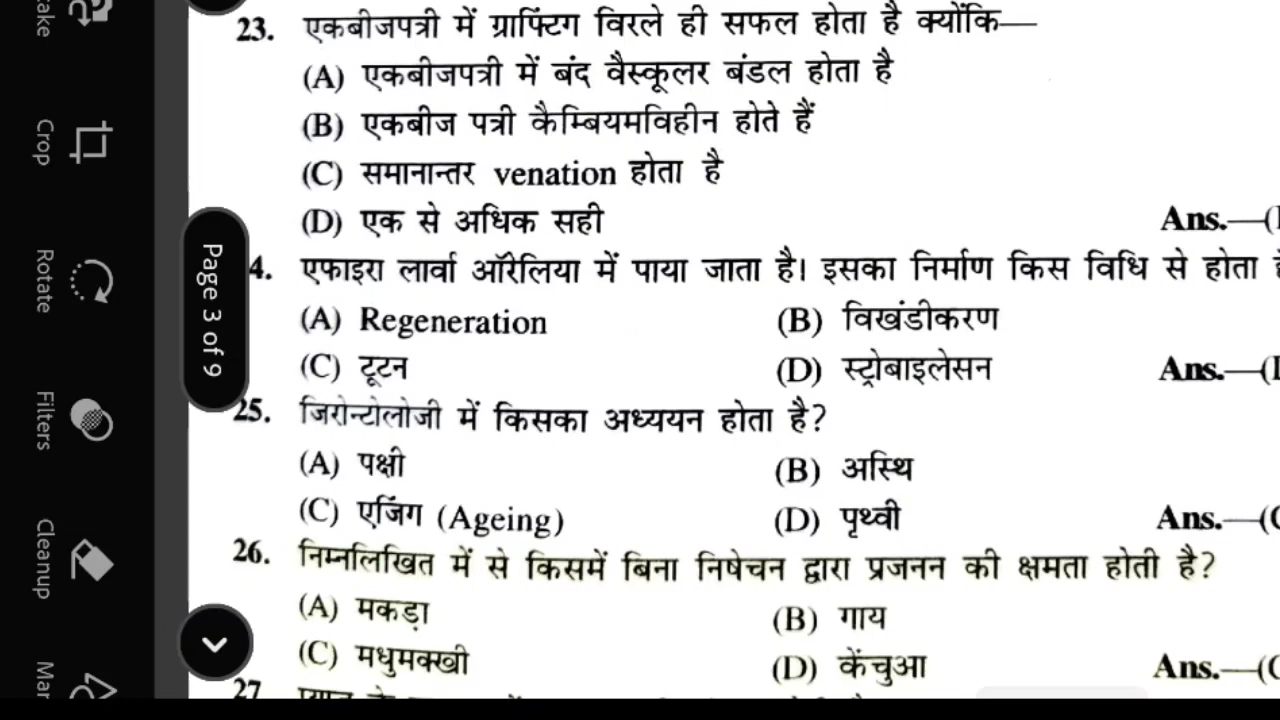 23. एकबीजपत्री में ग्राफ्टिंग विरले ही सफल होता है क्योंकि—
(A) एकबीजपत्री में बंद वैस्कूलर बंडल होता है
(B) एकबीज पत्री कैम्बियमविहीन होते हैं
(C) समानान्तर venation होता है
(D) एक से अधिक सही Ans.—(
4. एफाइरा लार्वा ऑरेलिया में पाया जाता है। इसका निर्माण किस विधि से होता
(A) Regeneration (B) विखंडीकरण
(C) टूटन (D) स्ट्रोबाइलेसन Ans.—(
25. जिरोन्टोलोजी में किसका अध्ययन होता है?
(A) पक्षी (B) अस्थि
(C) एजिंग (Ageing) (D) पृथ्वी Ans.—(
26. निम्नलिखित में से किसमें बिना निषेचन द्वारा प्रजनन की क्षमता होती है?
(A) मकड़ा (B) गाय
(C) मधुमक्खी (D) केंचुआ Ans.—(
27
Crop
Rotate
Filters
Cleanup
Page 3 of 9